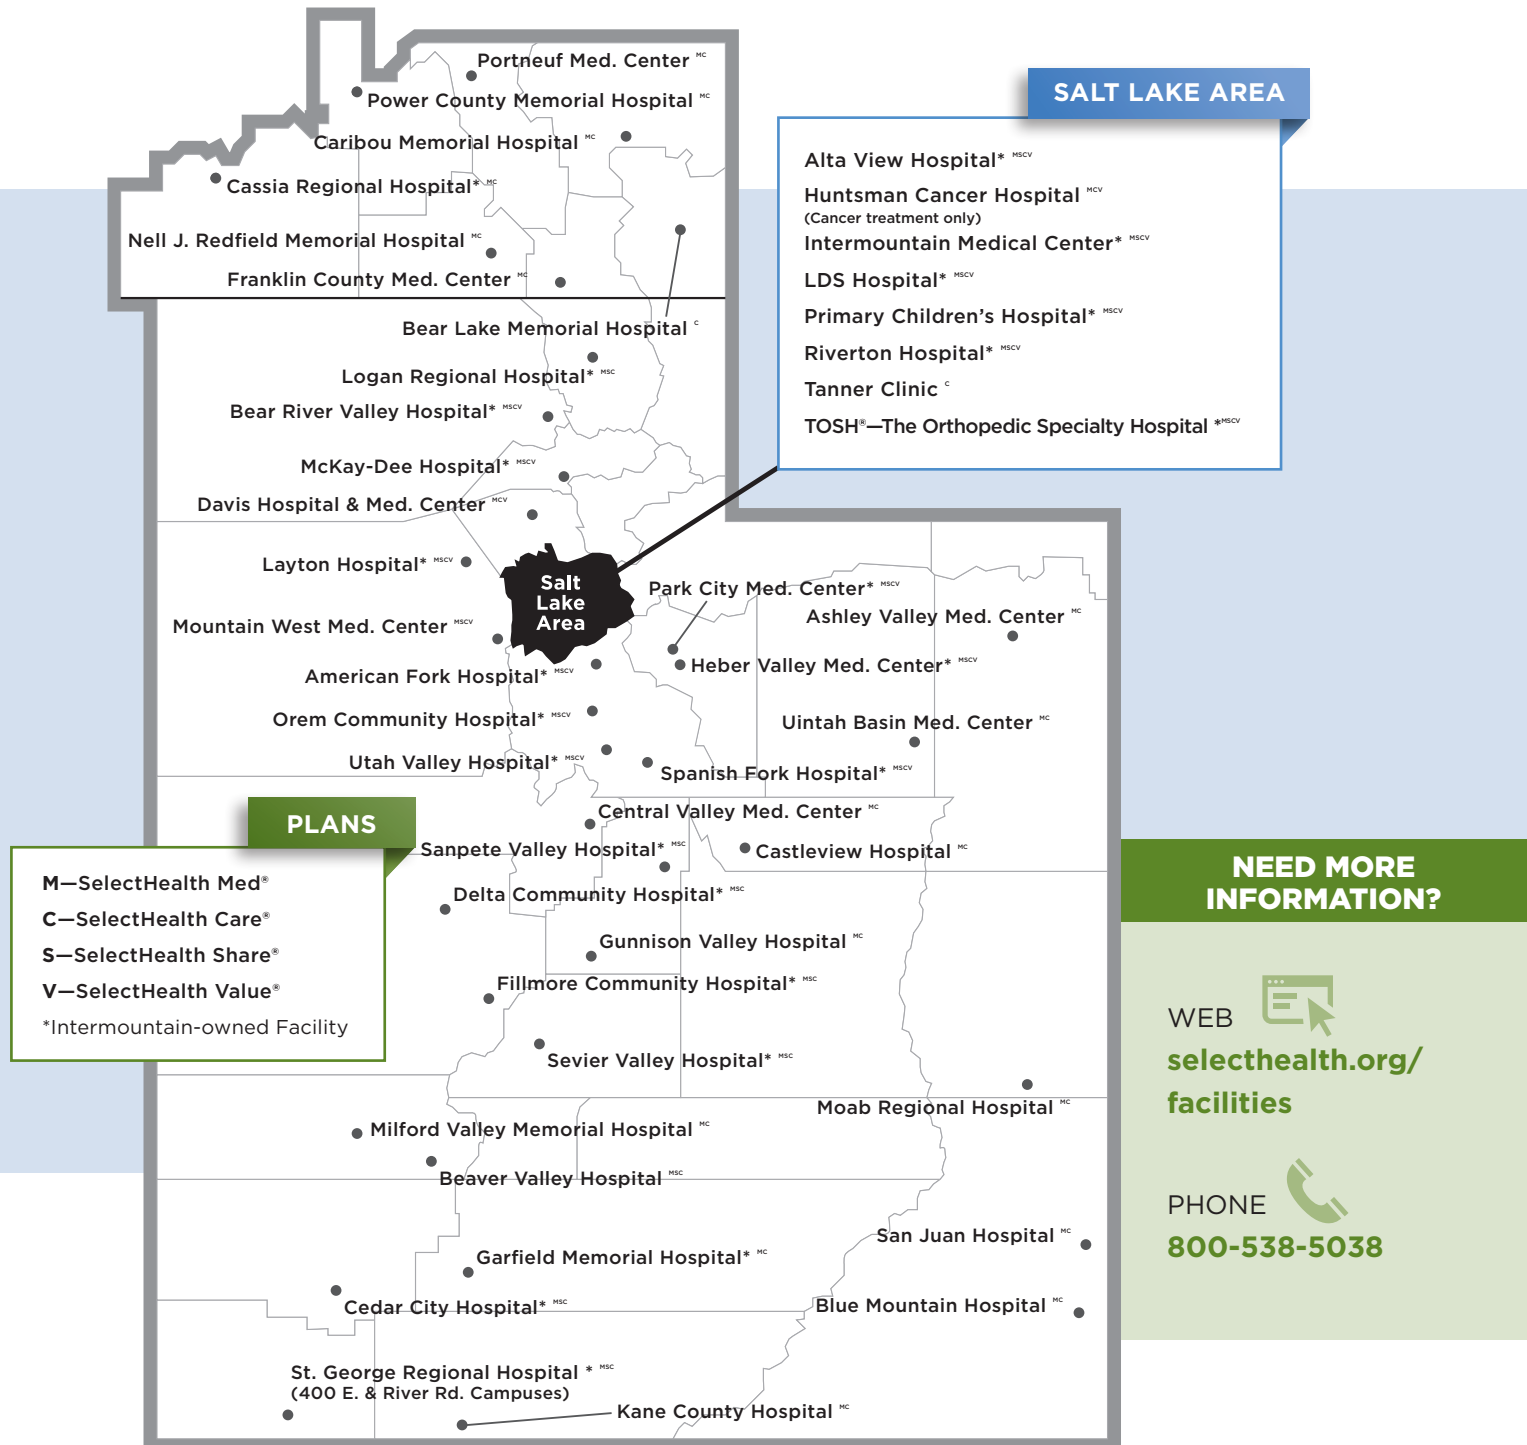 Portneuf Med. Center MC
Power County Memorial Hospital MC
Caribou Memorial Hospital MC
Cassia Regional Hospital* MC
Nell J. Redfield Memorial Hospital MC
Franklin County Med. Center MC
Bear Lake Memorial Hospital C
Logan Regional Hospital* MSC
Bear River Valley Hospital* MSCV
McKay-Dee Hospital* MSCV
Davis Hospital & Med. Center MCV
Layton Hospital* MSCV
Salt
Lake
Area
Mountain West Med. Center MSCV
Park City Med. Center* MSCV
Ashley Valley Med. Center MC
Heber Valley Med. Center* MSCV
American Fork Hospital* MSCV
Orem Community Hospital* MSCV
Uintah Basin Med. Center MC
Utah Valley Hospital* MSCV
Spanish Fork Hospital* MSCV
Central Valley Med. Center MC
Sanpete Valley Hospital* MSC
Castleview Hospital MC
Delta Community Hospital* MSC
Gunnison Valley Hospital MC
Fillmore Community Hospital* MSC
Sevier Valley Hospital* MSC
Moab Regional Hospital MC
Milford Valley Memorial Hospital MC
Beaver Valley Hospital MSC
San Juan Hospital MC
Garfield Memorial Hospital* MC
Cedar City Hospital* MSC
Blue Mountain Hospital MC
St. George Regional Hospital * MSC
(400 E. & River Rd. Campuses)
Kane County Hospital MC
SALT LAKE AREA
Alta View Hospital* MSCV
Huntsman Cancer Hospital MCV
(Cancer treatment only)
Intermountain Medical Center* MSCV
LDS Hospital* MSCV
Primary Children's Hospital* MSCV
Riverton Hospital* MSCV
Tanner Clinic C
TOSH®—The Orthopedic Specialty Hospital *MSCV
PLANS
M—SelectHealth Med®
C—SelectHealth Care®
S—SelectHealth Share®
V—SelectHealth Value®
*Intermountain-owned Facility
NEED MORE
INFORMATION?
WEB
selecthealth.org/
facilities
PHONE
800-538-5038